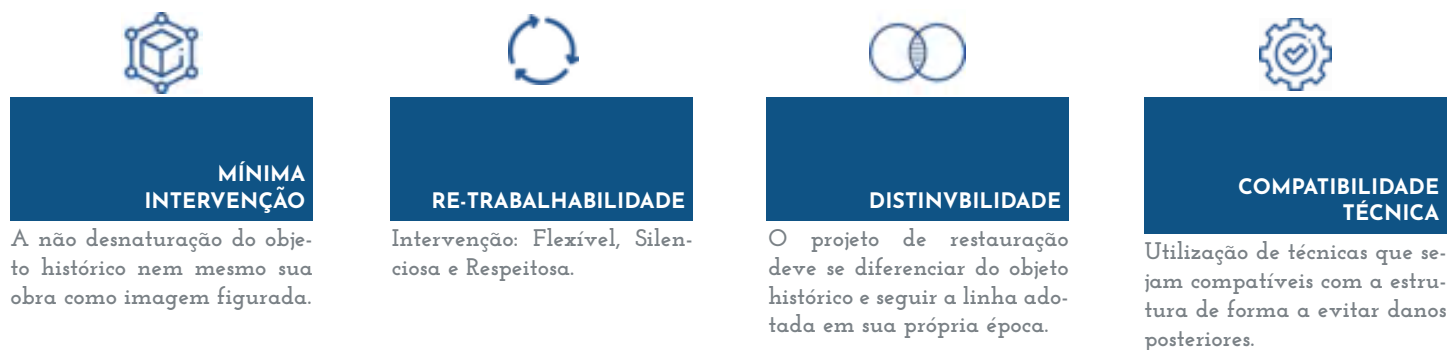 MÍNIMA
INTERVENÇÃO
A não desnaturação do obje-
to histórico nem mesmo sua
obra como imagem figurada.
RE-TRABALHABILIDADE
Intervenção: Flexível, Silen-
ciosa e Respeitosa.
DISTINVBILIDADE
O projeto de restauração
deve se diferenciar do objeto
histórico e seguir a linha ado-
tada em sua própria época.
COMPATIBILIDADE
TÉCNICA
Utilização de técnicas que se-
jam compatíveis com a estru-
tura de forma a evitar danos
posteriores.